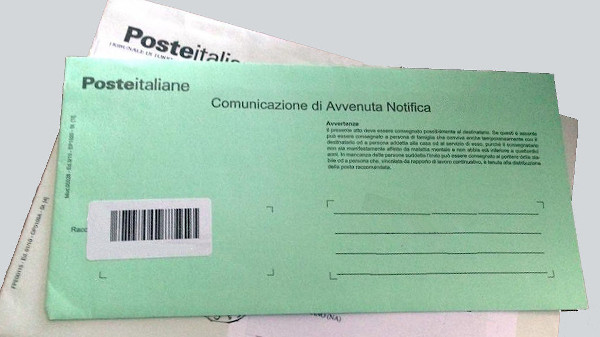 Posteitalia
Posteitaliane
Comunicazione di Avvenuta Notifica
Avvertenze
Il presente atto deve essere consegnato possibilmente al destinatario. Se questi è assente
può essere consegnato a persona di famiglia che conviva anche temporaneamente con il
destinatario od a persona addetta alla casa od al servizio di esso, purché il consegnatario
non sia manifestamente affetto da malattia mentale e non abbia età inferiore a quattordici
anni. In mancanza delle persone suddette l'invio può essere consegnato al portiere dello sta-
bile od a persona che, vincolata da rapporto di lavoro continuativo, è tenuta alla distribuzione
della posta raccomandata.
Racc
(NA)